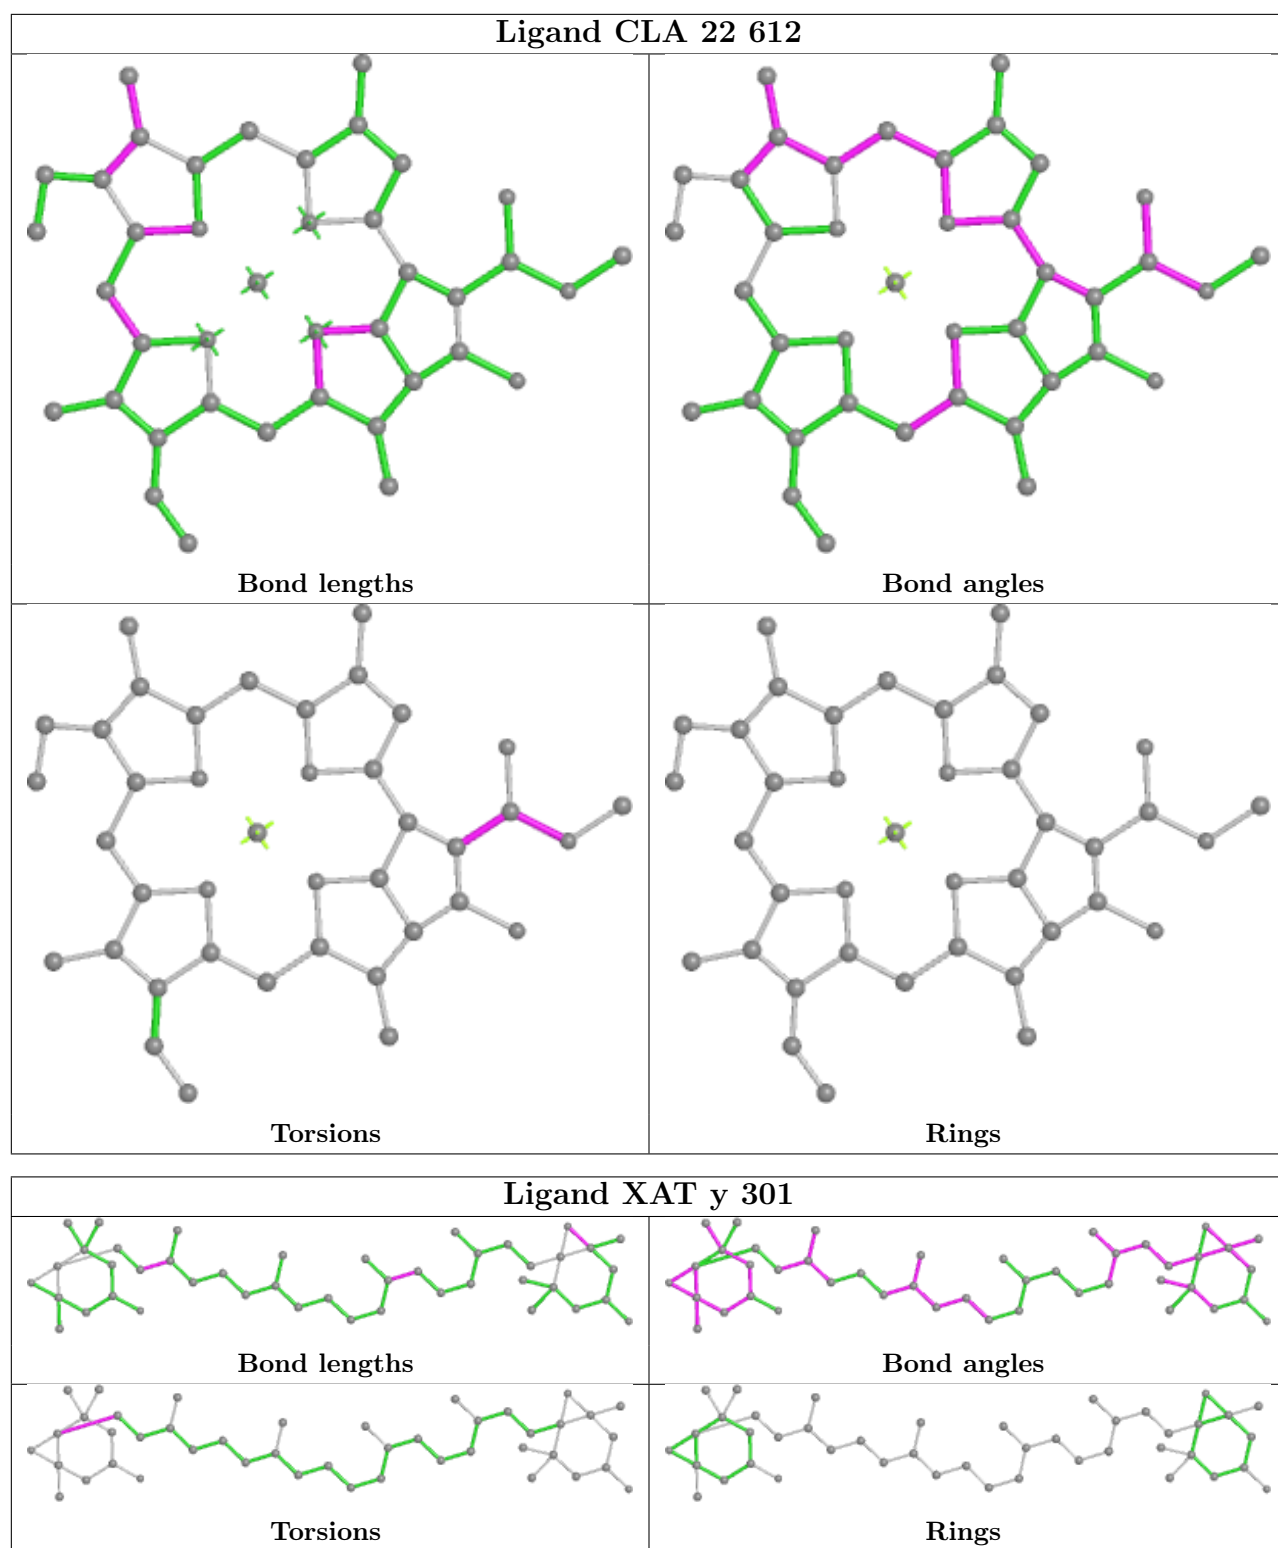 Ligand CLA 22 612
Bond lengths
Bond angles
Torsions
Rings
Ligand XAT y 301
Bond lengths
Bond angles
Torsions
Rings